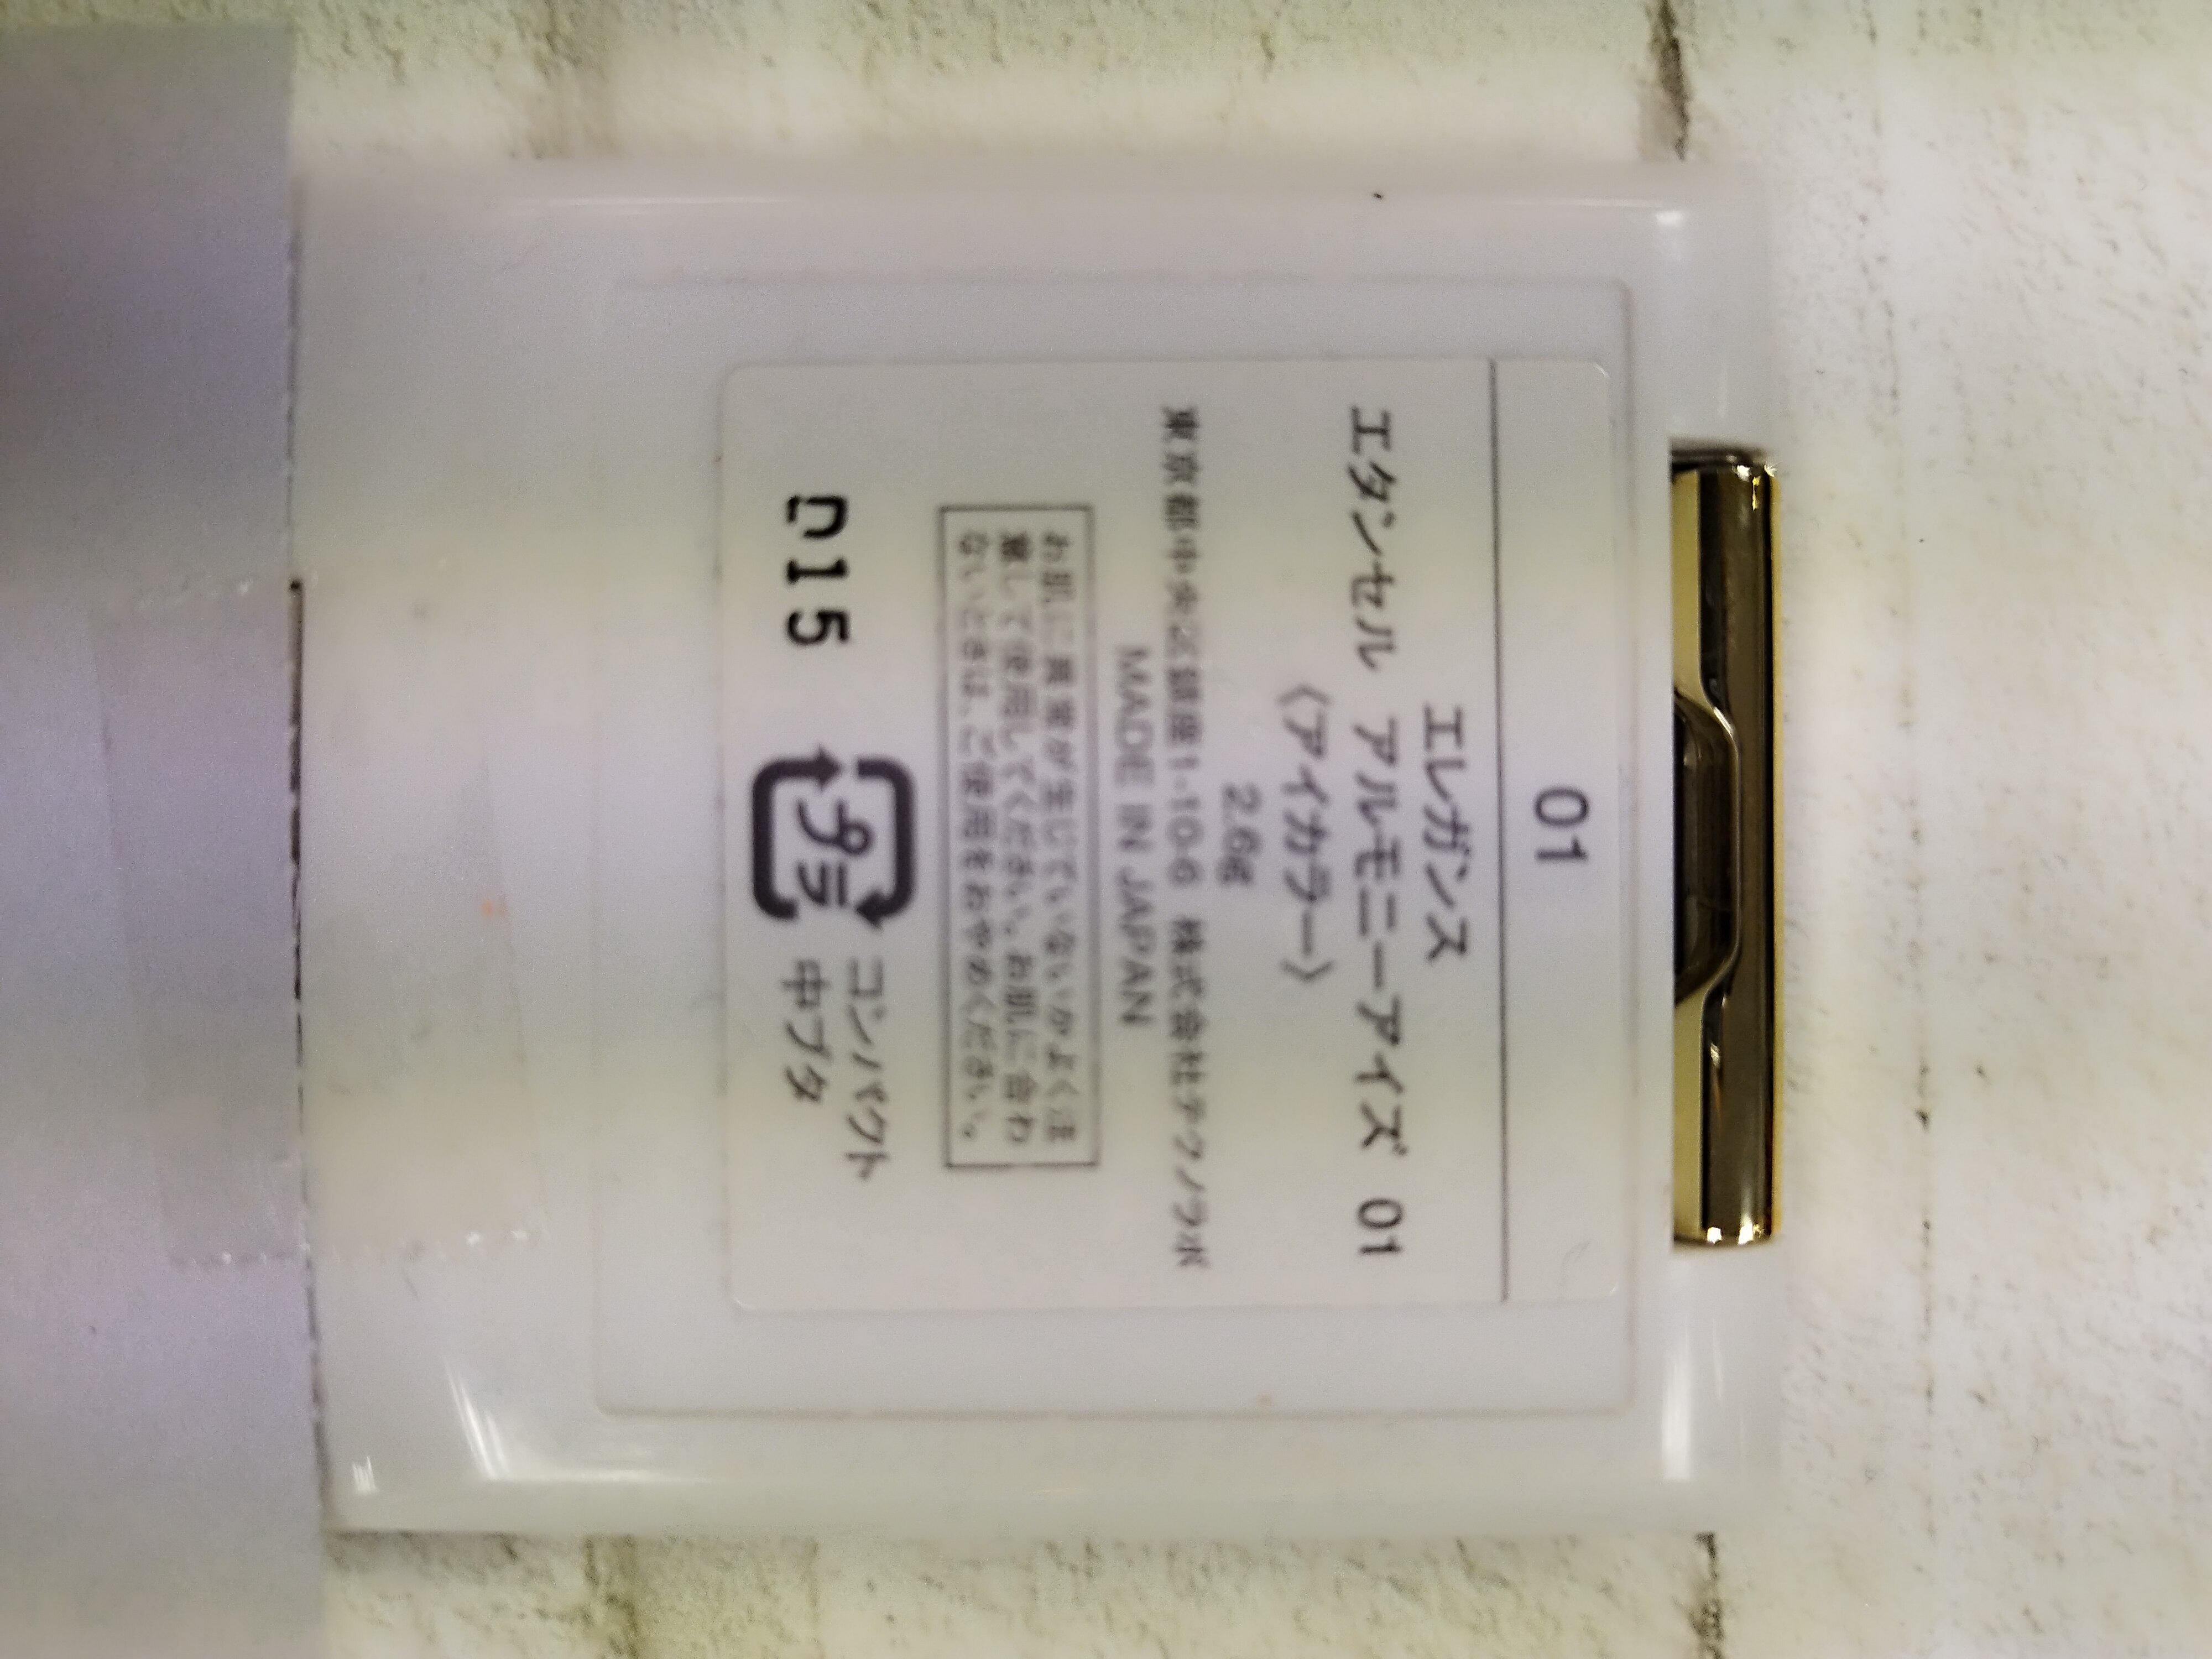 01
エレガンス
エタンセル アルモニーアイズ 01
〈アイカラー〉
2.6g
東京都中央区銀座1-10-6 株式会社テクノラボ
MADE IN JAPAN
お肌に異常が生じていないかよく注
意して使用してください。お肌に合わ
ないときは、ご使用をおやめください。
プラ
コンパクト
中ブタ
15